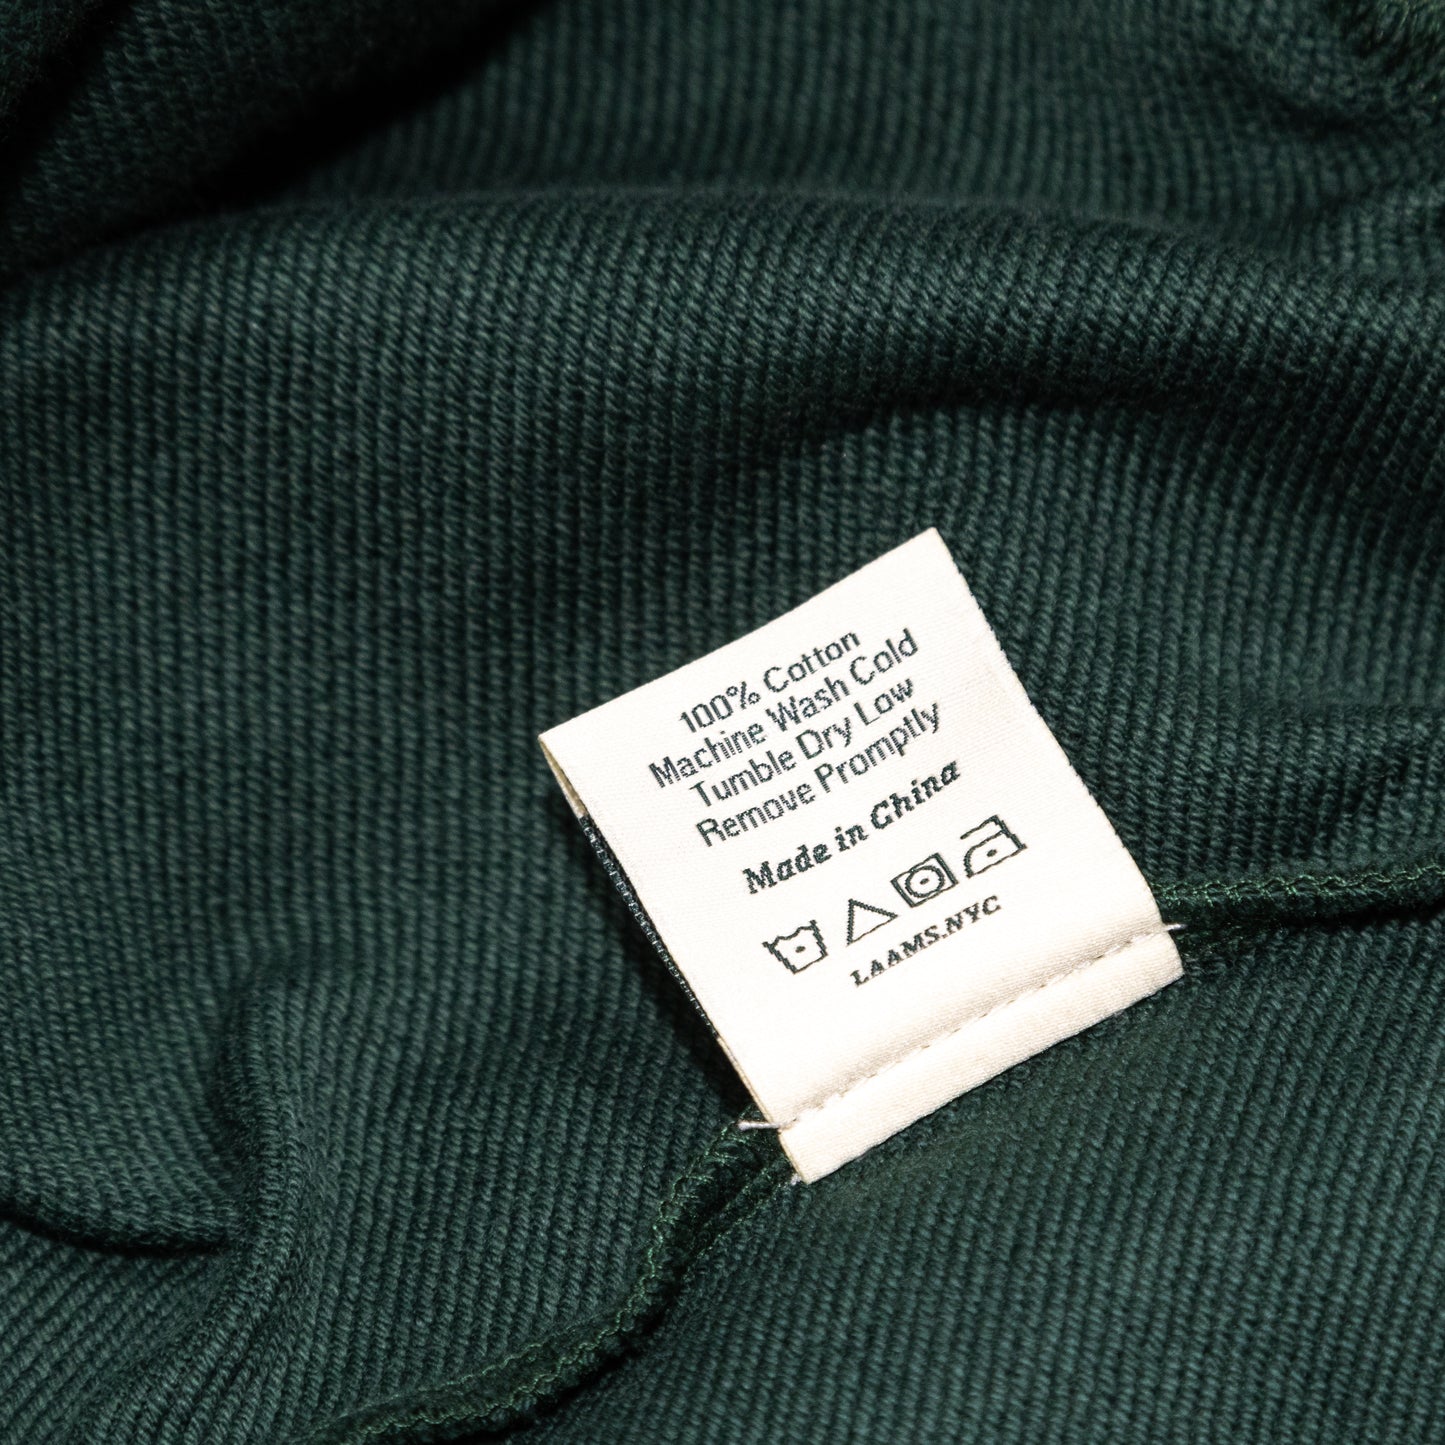 100% Cotton
Machine Wash Cold
Tumble Dry Low
Remove Promptly
Made in China
LAAMS.NYC